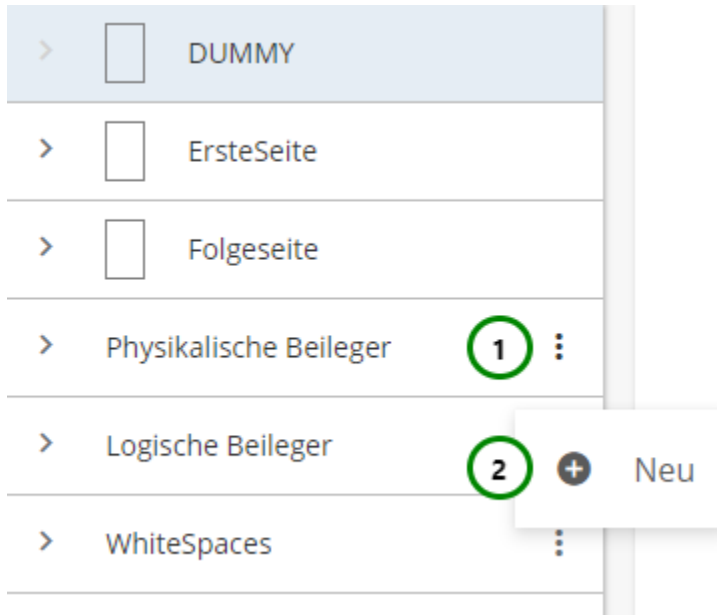 DUMMY
ErsteSeite
Folgeseite
Physikalische Beileger 1
Logische Beileger
2 Neu
WhiteSpaces